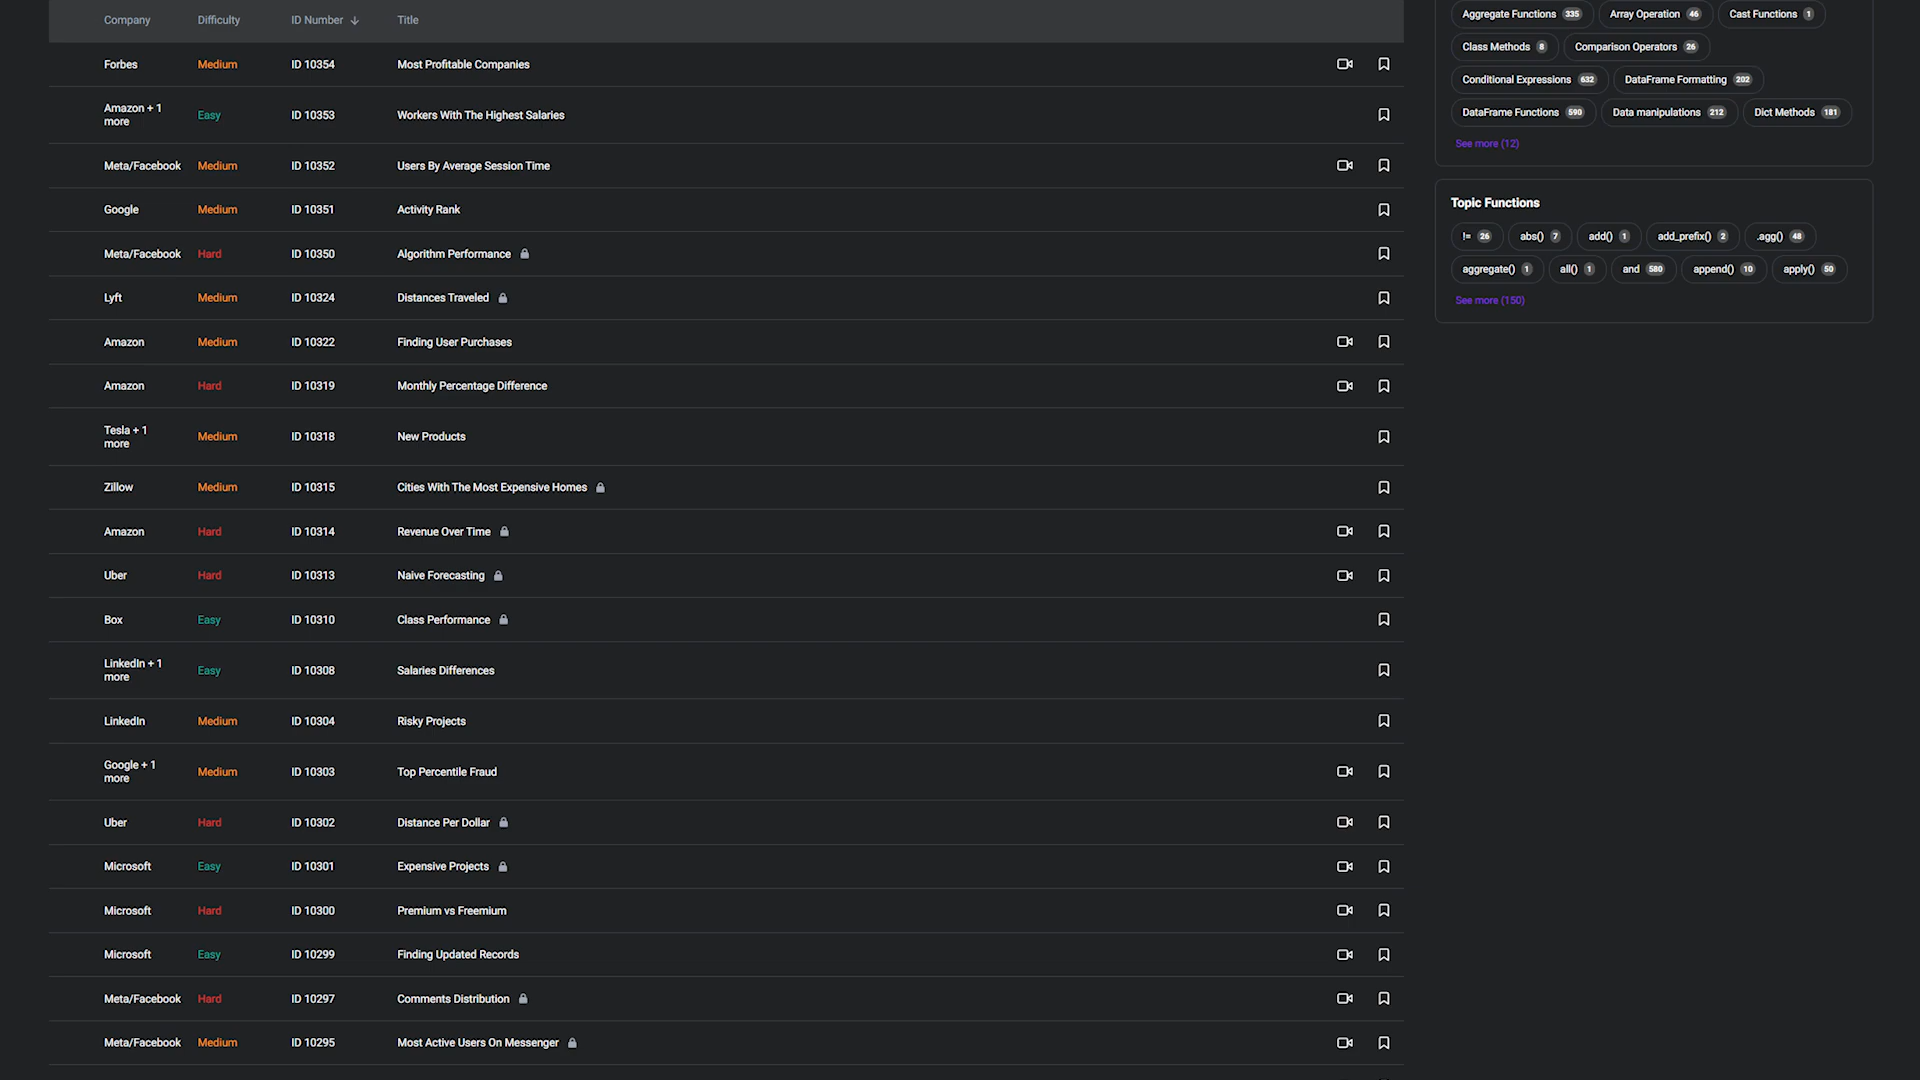 Company Difficulty ID Number Title
Forbes Medium ID 10354 Most Profitable Companies
Amazon + 1
more
Easy ID 10353 Workers With The Highest Salaries
Meta/Facebook Medium ID 10352 Users By Average Session Time
Google Medium ID 10351 Activity Rank
Meta/Facebook Hard ID 10350 Algorithm Performance
Lyft Medium ID 10324 Distances Traveled
Amazon Medium ID 10322 Finding User Purchases
Amazon Hard ID 10319 Monthly Percentage Difference
Tesla + 1
more
Medium ID 10318 New Products
Zillow Medium ID 10315 Cities With The Most Expensive Homes
Amazon Hard ID 10314 Revenue Over Time
Uber Hard ID 10313 Naive Forecasting
Box Easy ID 10310 Class Performance
LinkedIn + 1
more
Easy ID 10308 Salaries Differences
LinkedIn Medium ID 10304 Risky Projects
Google + 1
more
Medium ID 10303 Top Percentile Fraud
Uber Hard ID 10302 Distance Per Dollar
Microsoft Easy ID 10301 Expensive Projects
Microsoft Hard ID 10300 Premium vs Freemium
Microsoft Easy ID 10299 Finding Updated Records
Meta/Facebook Hard ID 10297 Comments Distribution
Meta/Facebook Medium ID 10295 Most Active Users On Messenger
Aggregate Functions 335 Array Operation 46 Cast Functions 1
Class Methods 8 Comparison Operators 26
Conditional Expressions 632 DataFrame Formatting 202
DataFrame Functions 590 Data manipulations 212 Dict Methods 181
See more (12)
Topic Functions
!= 26 abs() 7 add() 1 add_prefix() 2 .agg() 48
aggregate() 1 all() 1 and 580 append() 10 apply() 50
See more (150)